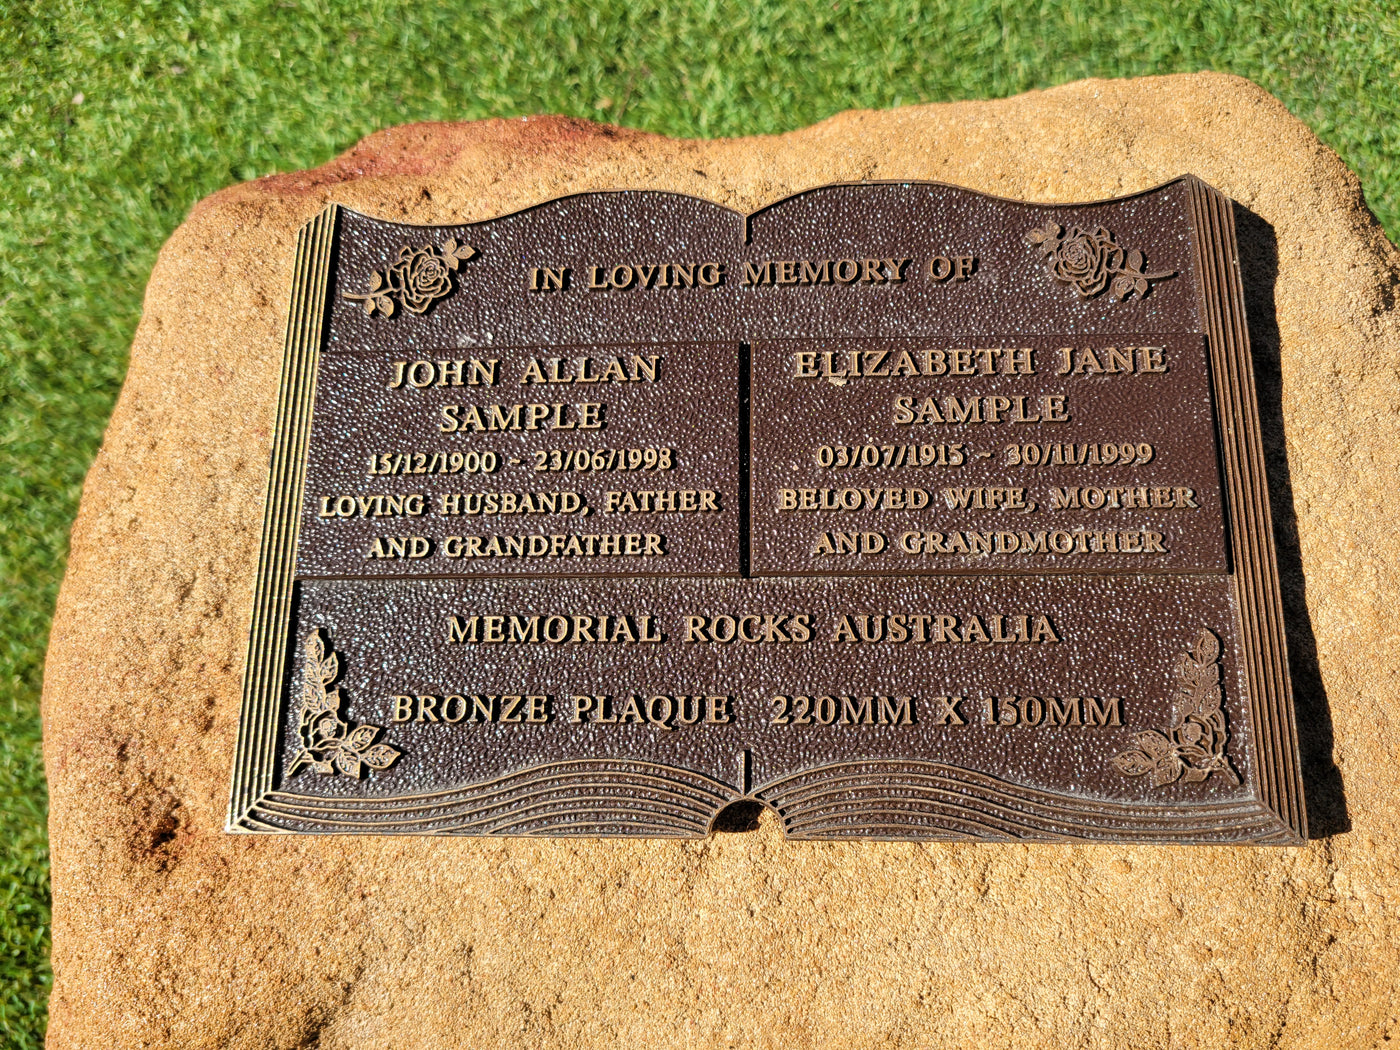 IN LOVING MEMORY OF
JOHN ALLAN
SAMPLE
15/12/1900 ~ 23/06/1998
LOVING HUSBAND, FATHER
AND GRANDFATHER
ELIZABETH JANE
SAMPLE
03/07/1915 ~ 30/11/1999
BELOVED WIFE, MOTHER
AND GRANDMOTHER
MEMORIAL ROCKS AUSTRALIA
BRONZE PLAQUE 220MM X 150MM